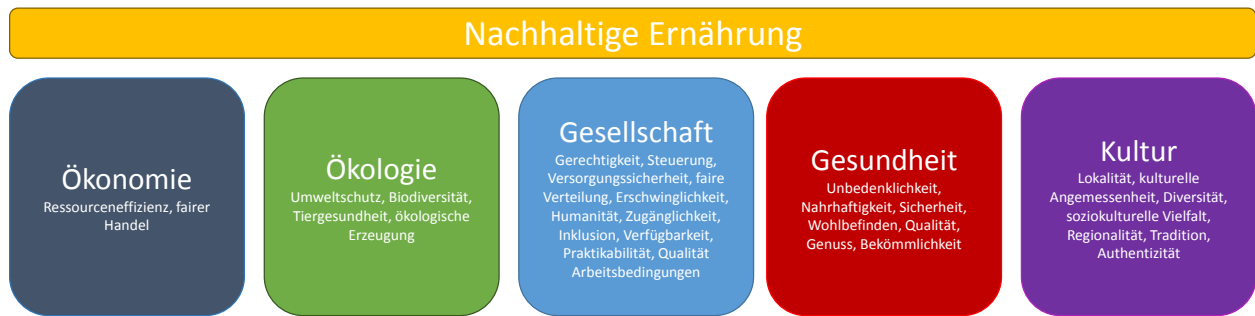 Nachhaltige Ernährung
Ökonomie
Ressourceneffizienz, fairer
Handel
Ökologie
Umweltschutz, Biodiversität,
Tiergesundheit, ökologische
Erzeugung
Gesellschaft
Gerechtigkeit, Steuerung,
Versorgungssicherheit, faire
Verteilung, Erschwinglichkeit,
Humanität, Zugänglichkeit,
Inklusion, Verfügbarkeit,
Praktikabilität, Qualität
Arbeitsbedingungen
Gesundheit
Unbedenklichkeit,
Nahrhaftigkeit, Sicherheit,
Wohlbefinden, Qualität,
Genuss, Bekömmlichkeit
Kultur
Lokalität, kulturelle
Angemessenheit, Diversität,
soziokulturelle Vielfalt,
Regionalität, Tradition,
Authentizität